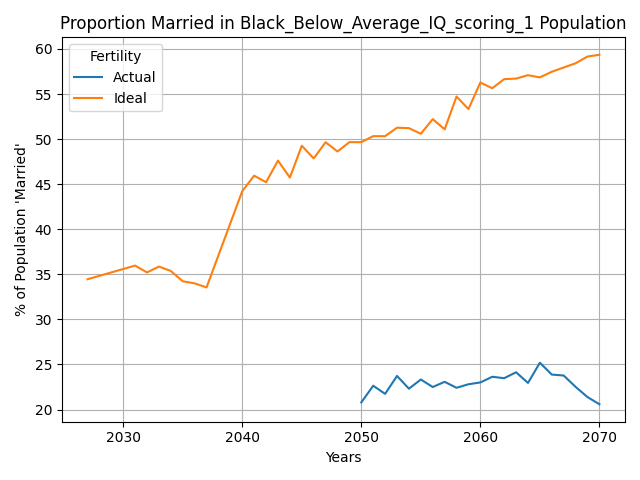 Proportion Married in Black_Below_Average_IQ_scoring_1 Population
Fertility
Actual
Ideal
% of Population 'Married'
60
55
50
45
40
35
30
25
20
2030
2040
2050
2060
2070
Years